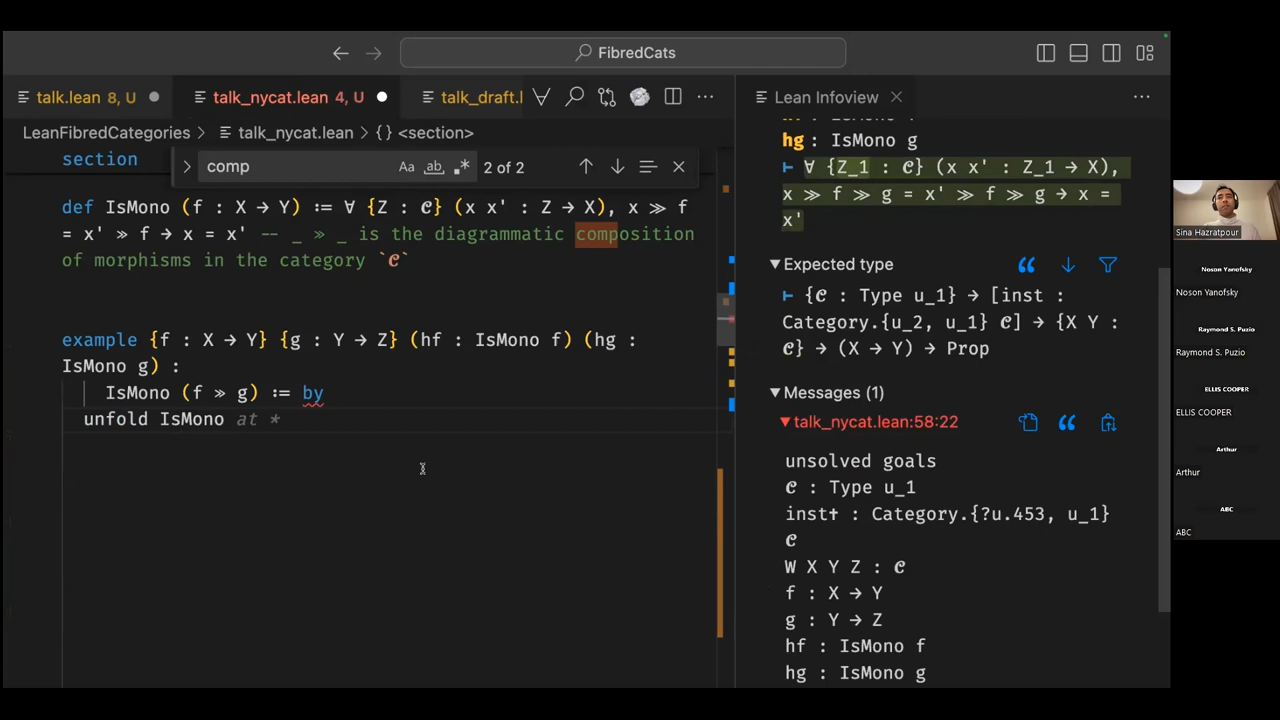 FibredCats
talk.lean 8, U
talk_nycat.lean 4, U
talk_draft.l
LeanFibredCategories > talk_nycat.lean > {} <section>
section
comp
Aa ab 2 of 2
def IsMono (f : X → Y) := ∀ {Z : 𝓒} (x x' : Z → X), x ≫ f
= x' ≫ f → x = x' -- _ ≫ _ is the diagrammatic composition
of morphisms in the category `𝓒`
example {f : X → Y} {g : Y → Z} (hf : IsMono f) (hg :
IsMono g) :
IsMono (f ≫ g) := by
unfold IsMono at *
Lean Infoview
hg : IsMono g
⊢ ∀ {Z_1 : 𝓒} (x x' : Z_1 → X),
x ≫ f ≫ g = x' ≫ f ≫ g → x =
x'
Expected type
⊢ {𝓒 : Type u_1} → [inst :
Category.{u_2, u_1} 𝓒] → {X Y :
𝓒} → (X → Y) → Prop
Messages (1)
talk_nycat.lean:58:22
unsolved goals
𝓒 : Type u_1
inst✝ : Category.{?u.453, u_1}
𝓒
W X Y Z : 𝓒
f : X → Y
g : Y → Z
hf : IsMono f
hg : IsMono g
Sina Hazratpour
Noson Yanofsky
Noson Yanofsky
Raymond S. Puzio
Raymond S. Puzio
ELLIS COOPER
ELLIS COOPER
Arthur
Arthur
ABC
ABC